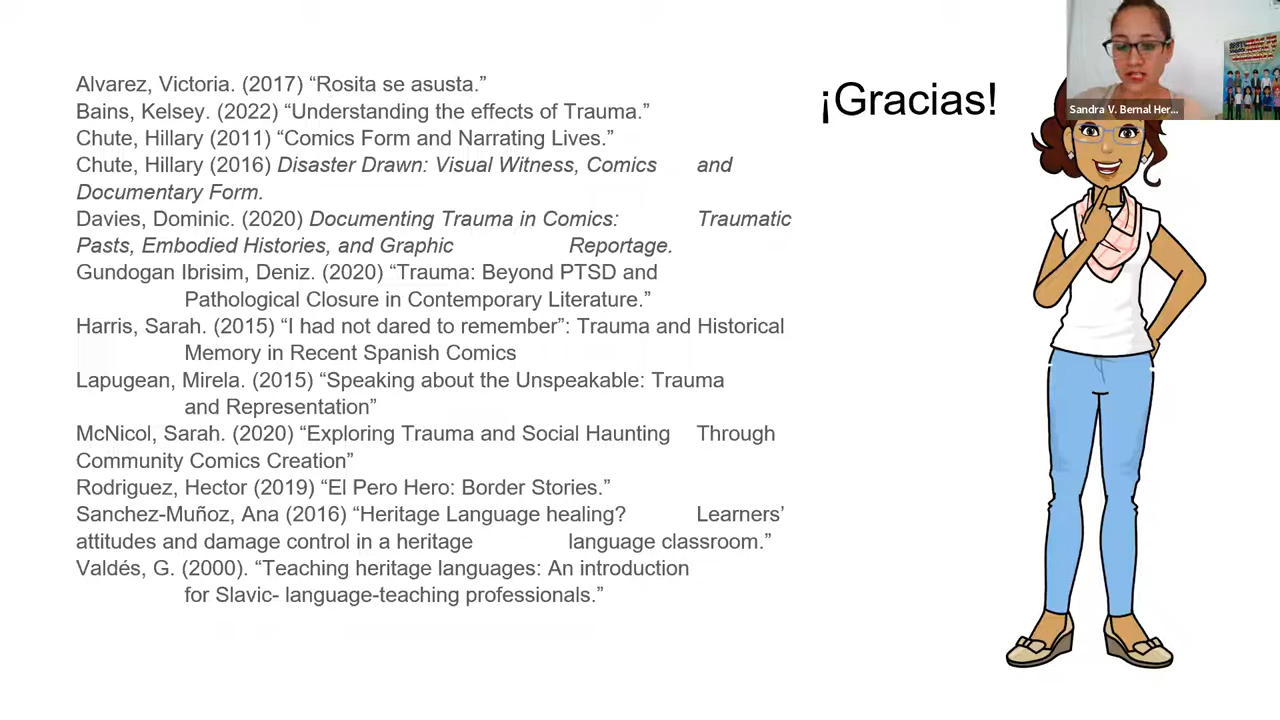 Alvarez, Victoria. (2017) “Rosita se asusta.”
Bains, Kelsey. (2022) “Understanding the effects of Trauma.”
Chute, Hillary (2011) “Comics Form and Narrating Lives.”
Chute, Hillary (2016) Disaster Drawn: Visual Witness, Comics and
Documentary Form.
Davies, Dominic. (2020) Documenting Trauma in Comics: Traumatic
Pasts, Embodied Histories, and Graphic Reportage.
Gundogan Ibrisim, Deniz. (2020) “Trauma: Beyond PTSD and
Pathological Closure in Contemporary Literature.”
Harris, Sarah. (2015) “I had not dared to remember”: Trauma and Historical
Memory in Recent Spanish Comics
Lapugean, Mirela. (2015) “Speaking about the Unspeakable: Trauma
and Representation”
McNicol, Sarah. (2020) “Exploring Trauma and Social Haunting Through
Community Comics Creation”
Rodriguez, Hector (2019) “El Pero Hero: Border Stories.”
Sanchez-Muñoz, Ana (2016) “Heritage Language healing? Learners’
attitudes and damage control in a heritage language classroom.”
Valdés, G. (2000). “Teaching heritage languages: An introduction
for Slavic- language-teaching professionals.”
¡Gracias!
Sandra V. Bernal Her...